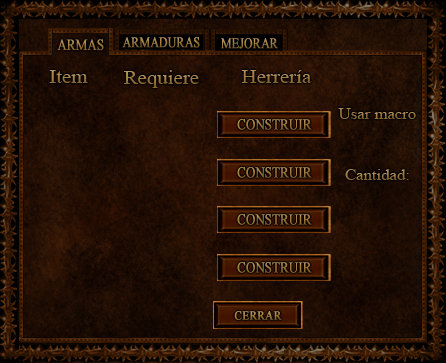 ARMAS ARMADURAS MEJORAR
Item Requiere Herrería
Usar macro
CONSTRUIR
CONSTRUIR
Cantidad:
CONSTRUIR
CONSTRUIR
CERRAR